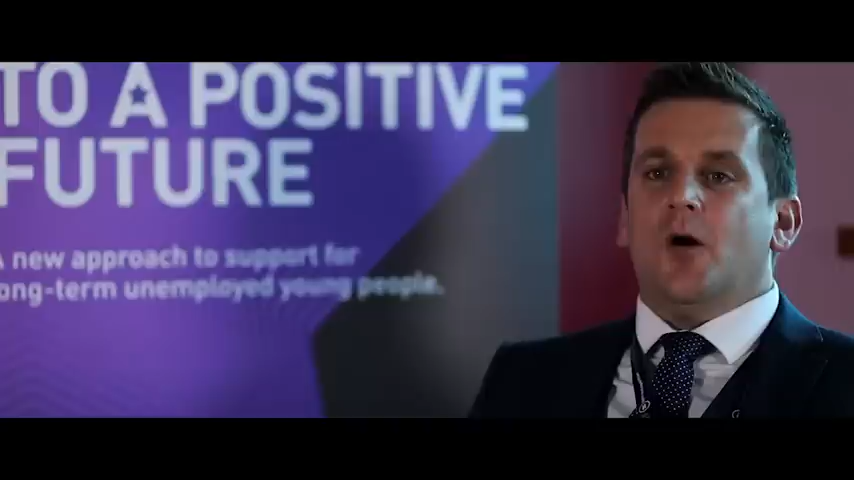 TO A POSITIVE
FUTURE
A new approach to support for
long-term unemployed young people.